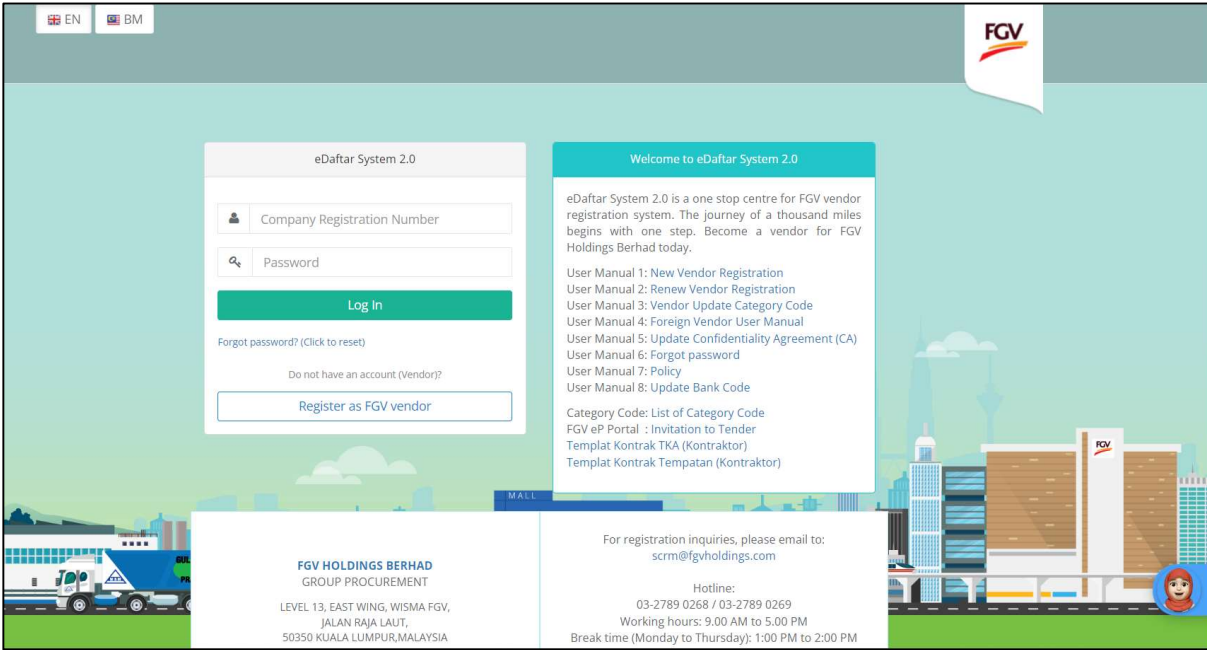 EN
BM
FGV
eDaftar System 2.0
Company Registration Number
Password
Log In
Forgot password? (Click to reset)
Do not have an account (Vendor)?
Register as FGV vendor
Welcome to eDaftar System 2.0
eDaftar System 2.0 is a one stop centre for FGV vendor
registration system. The journey of a thousand miles
begins with one step. Become a vendor for FGV
Holdings Berhad today.
User Manual 1: New Vendor Registration
User Manual 2: Renew Vendor Registration
User Manual 3: Vendor Update Category Code
User Manual 4: Foreign Vendor User Manual
User Manual 5: Update Confidentiality Agreement (CA)
User Manual 6: Forgot password
User Manual 7: Policy
User Manual 8: Update Bank Code
Category Code: List of Category Code
FGV eP Portal : Invitation to Tender
Templat Kontrak TKA (Kontraktor)
Templat Kontrak Tempatan (Kontraktor)
FGV
MALL
FGV HOLDINGS BERHAD
GROUP PROCUREMENT
LEVEL 13, EAST WING, WISMA FGV,
JALAN RAJA LAUT,
50350 KUALA LUMPUR,MALAYSIA
For registration inquiries, please email to:
scrm@fgvholdings.com
Hotline:
03-2789 0268 / 03-2789 0269
Working hours: 9.00 AM to 5.00 PM
Break time (Monday to Thursday): 1:00 PM to 2:00 PM